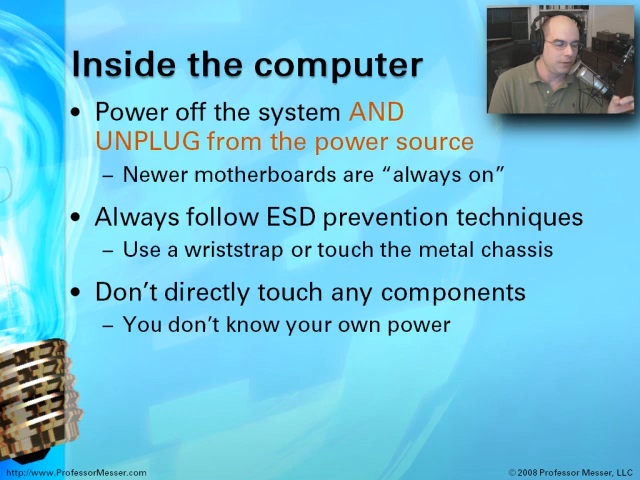 Inside the computer
• Power off the system AND
UNPLUG from the power source
– Newer motherboards are “always on”
• Always follow ESD prevention techniques
– Use a wriststrap or touch the metal chassis
• Don’t directly touch any components
– You don’t know your own power
http://www.ProfessorMesser.com
© 2008 Professor Messer, LLC